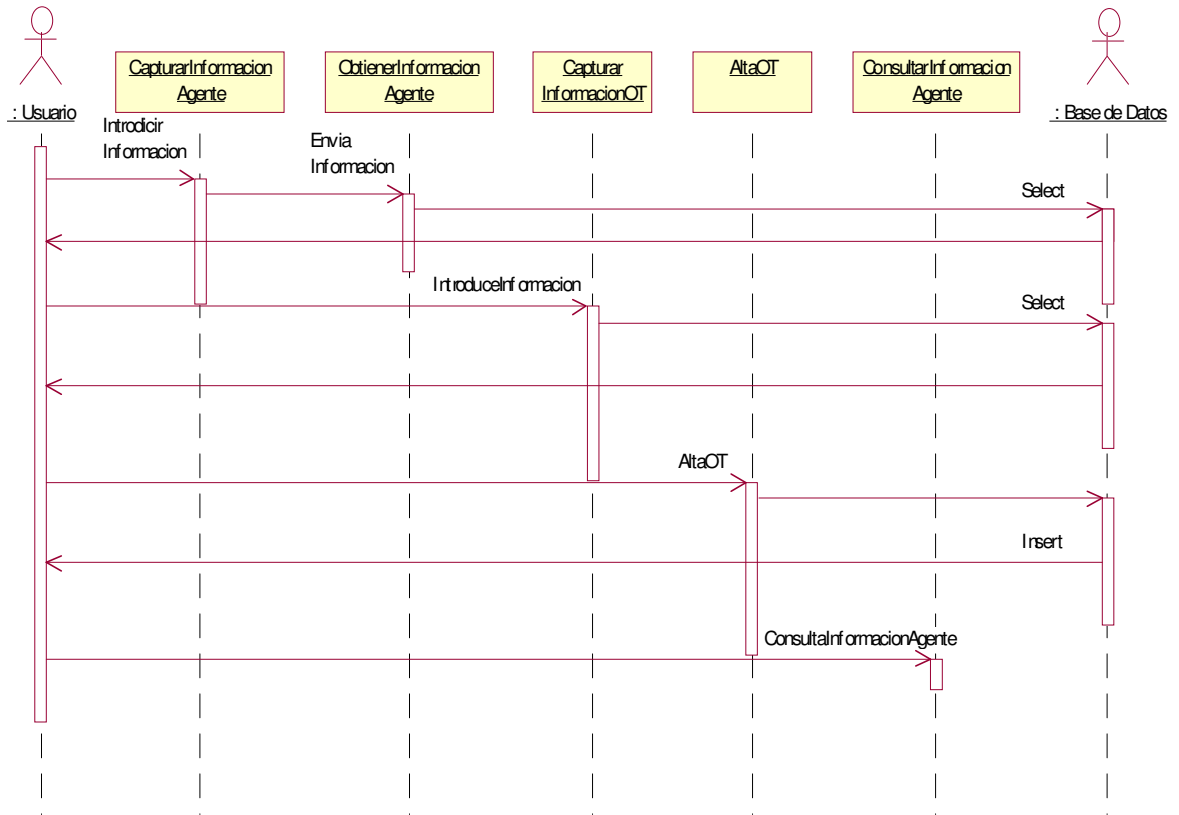 CapturarInformacion
Agente
ObtienerInformacion
Agente
Capturar
InformacionOT
AltaOT
ConsultarInformacion
Agente
: Usuario
: Base de Datos
Introdicir
Informacion
Envia
Informacion
Select
IntroduceInformacion
Select
AltaOT
Insert
ConsultaInformacionAgente